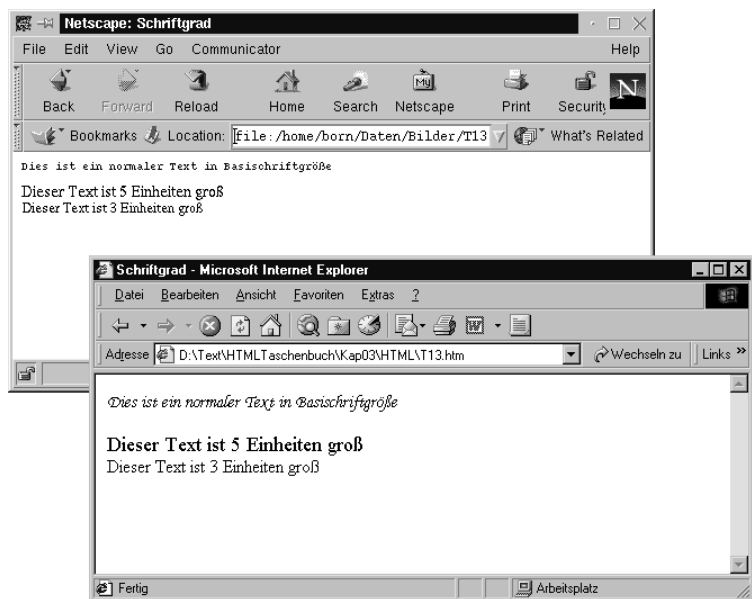 Netscape: Schriftgrad
File Edit View Go Communicator Help
Back Forward Reload Home Search Netscape Print Security
My
N
Bookmarks Location: file:/home/born/Daten/Bilder/T13 What's Related
Dies ist ein normaler Text in Basisschriftgröße
Dieser Text ist 5 Einheiten groß
Dieser Text ist 3 Einheiten groß
Schriftgrad - Microsoft Internet Explorer
Datei Bearbeiten Ansicht Favoriten Extras ?
Adresse D:\Text\HTMLTaschenbuch\Kap03\HTML\T13.htm Wechseln zu Links »
Dies ist ein normaler Text in Basischriftgröße
Dieser Text ist 5 Einheiten groß
Dieser Text ist 3 Einheiten groß
Fertig Arbeitsplatz